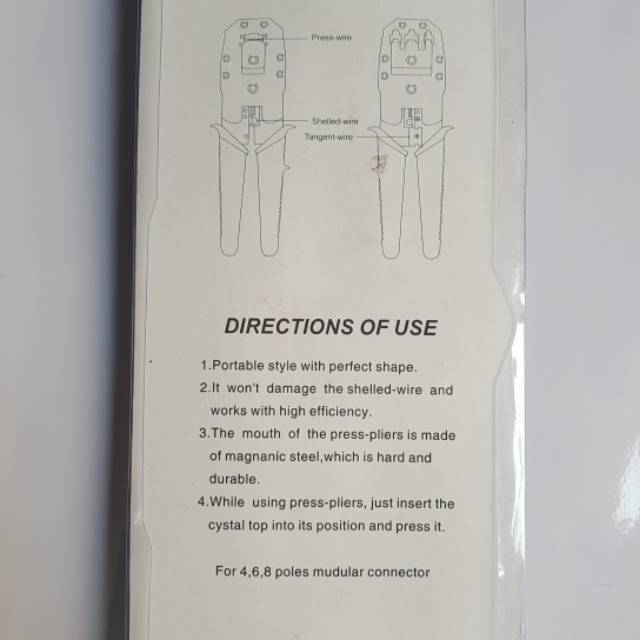 Press-wire
Shelled-wire
Tangent-wire
DIRECTIONS OF USE
1.Portable style with perfect shape.
2.It won't damage the shelled-wire and
works with high efficiency.
3.The mouth of the press-pliers is made
of magnanic steel,which is hard and
durable.
4.While using press-pliers, just insert the
cystal top into its position and press it.
For 4,6,8 poles mudular connector